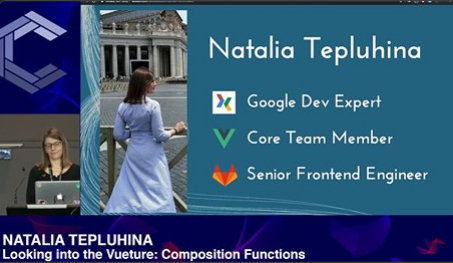 Natalia Tepluhina
Google Dev Expert
Core Team Member
Senior Frontend Engineer
NATALIA TEPLUHINA
Looking into the Vueture: Composition Functions